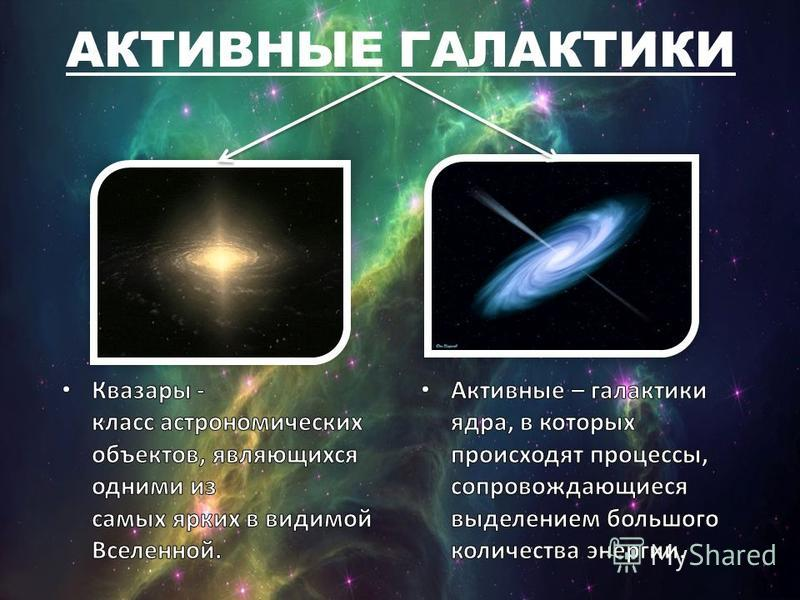 АКТИВНЫЕ ГАЛАКТИКИ
• Квазары -
класс астрономических
объектов, являющихся
одними из
самых ярких в видимой
Вселенной.
• Активные – галактики
ядра, в которых
происходят процессы,
сопровождающиеся
выделением большого
количества энергии.
MyShared